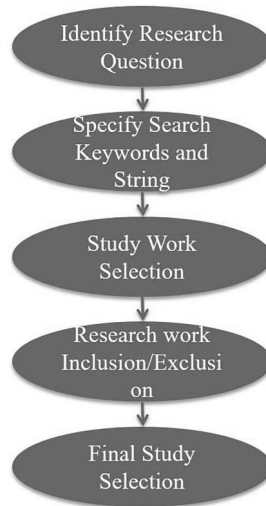 Identify Research
Question
Specify Search
Keywords and
String
Study Work
Selection
Research work
Inclusion/Exclusi
on
Final Study
Selection